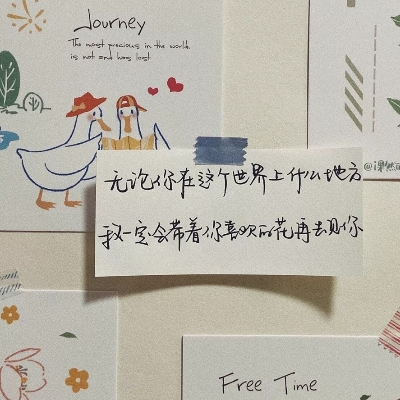 Journey
The most precious in the world.
is not and has lost
无论你在这个世界上什么地方
我一定会带着你喜欢的花再去见你
Free Time